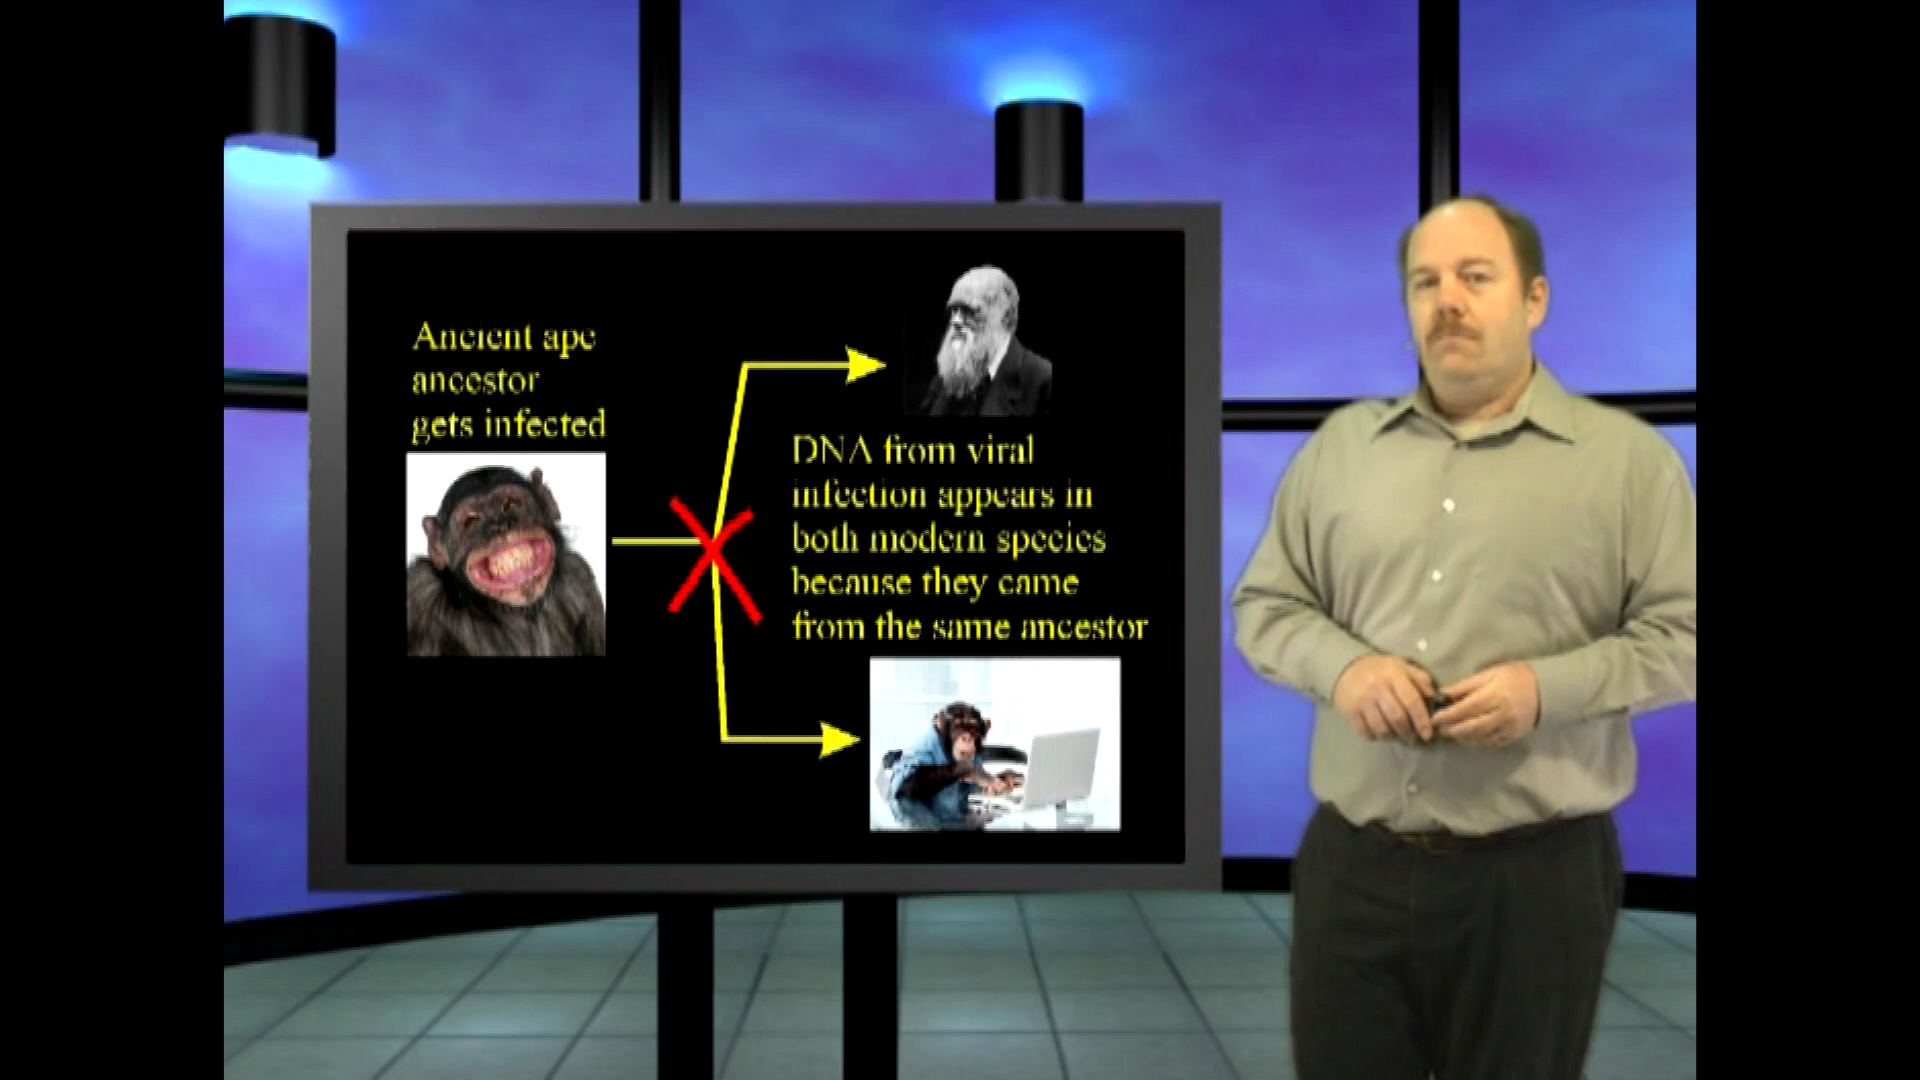 Ancient ape
ancestor
gets infected
DNA from viral
infection appears in
both modern species
because they came
from the same ancestor